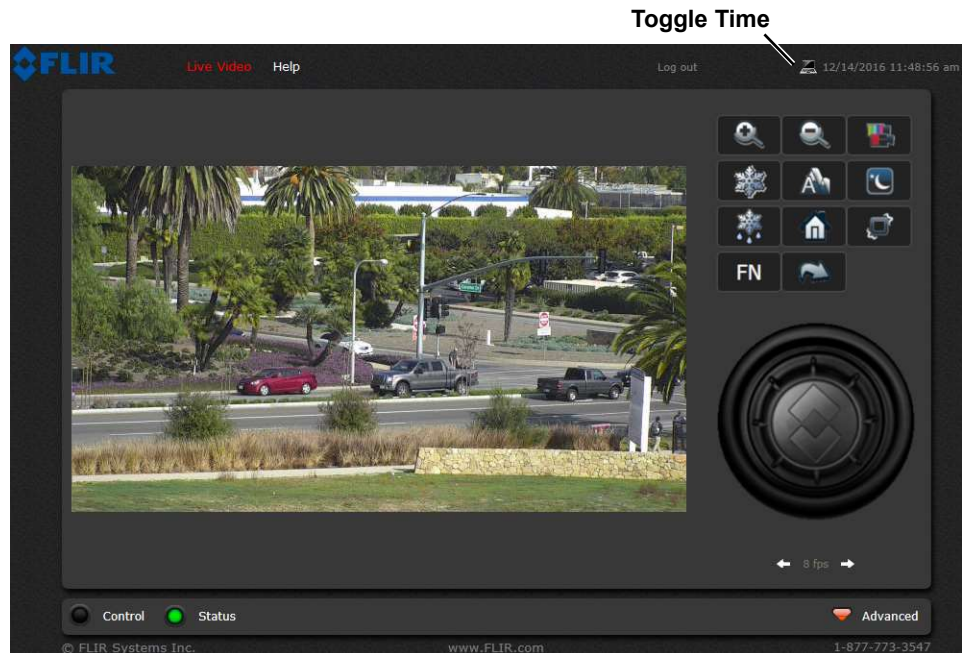 Toggle Time
FLIR
Live Video
Help
Log out
12/14/2016 11:48:56 am
A
FN
8 fps
Control
Status
Advanced
© FLIR Systems Inc.
www.FLIR.com
1-877-773-3547